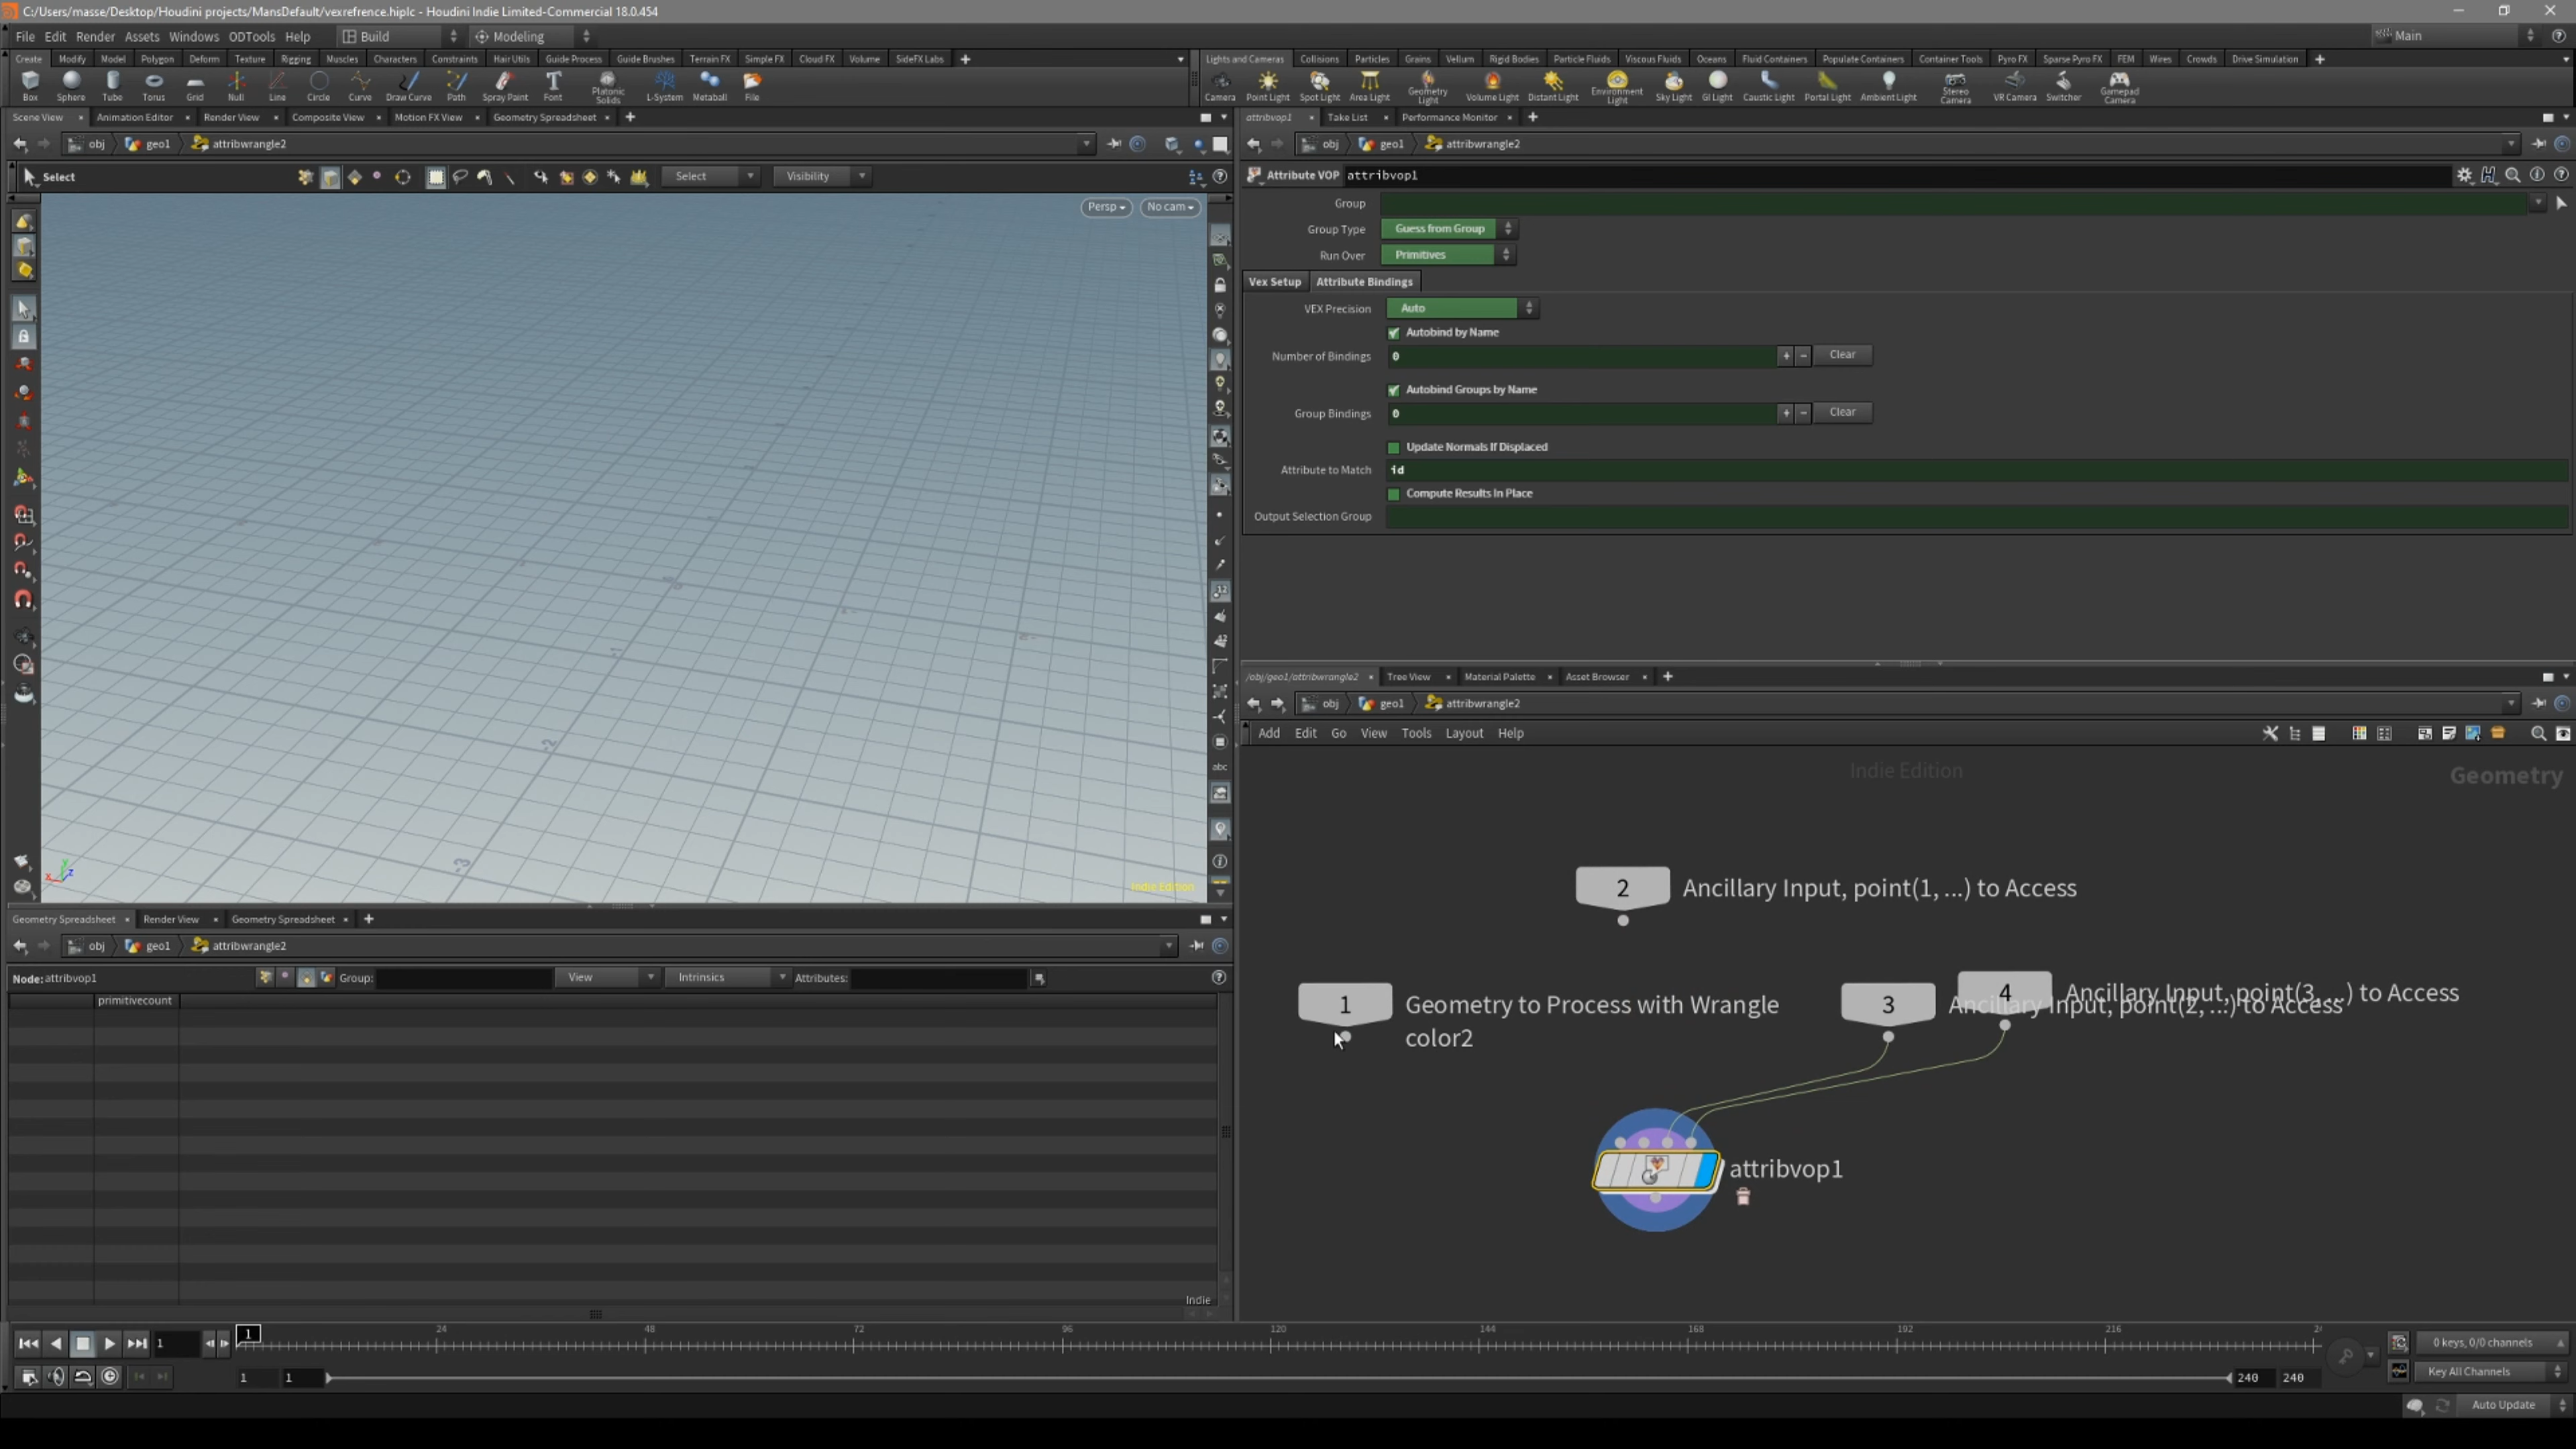 C:/Users/masse/Desktop/Houdini projects/MansDefault/vexrefrence.hiplc - Houdini Indie Limited-Commercial 18.0.454
File Edit Render Assets Windows ODTools Help Build Modeling Main
Create Modify Model Polygon Deform Texture Rigging Muscles Characters Constraints Hair Utils Guide Process Guide Brushes Terrain FX Simple FX Cloud FX Volume SideFX Labs
Box Sphere Tube Torus Grid Null Line Circle Curve Draw Curve Path Spray Paint Font Platonic Solids L-System Metaball File
Lights and Cameras Collisions Particles Grains Vellum Rigid Bodies Particle Fluids Viscous Fluids Oceans Fluid Containers Populate Containers Container Tools Pyro FX Sparse Pyro FX FEM Wires Crowds Drive Simulation
Camera Point Light Spot Light Area Light Geometry Light Volume Light Distant Light Environment Light Sky Light GI Light Caustic Light Portal Light Ambient Light Stereo Camera VR Camera Switcher Gamepad Camera
Scene View Animation Editor Render View Composite View Motion FX View Geometry Spreadsheet
obj geo1 attribwrangle2
Select Select Visibility
Persp No cam
-1
-2
-3
x y z
Indie Edition
attribvop1 Take List Performance Monitor
obj geo1 attribwrangle2
Attribute VOP attribvop1
Group
Group Type Guess from Group
Run Over Primitives
Vex Setup Attribute Bindings
VEX Precision Auto
Autobind by Name
Number of Bindings 0 + - Clear
Autobind Groups by Name
Group Bindings 0 + - Clear
Update Normals If Displaced
Attribute to Match id
Compute Results In Place
Output Selection Group
/obj/geo1/attribwrangle2 Tree View Material Palette Asset Browser
obj geo1 attribwrangle2
Add Edit Go View Tools Layout Help
Indie Edition Geometry
2 Ancillary Input, point(1, ...) to Access
1 Geometry to Process with Wrangle
color2
3 Ancillary Input, point(2, ...) to Access
4 Ancillary Input, point(3, ...) to Access
attribvop1
Geometry Spreadsheet Render View Geometry Spreadsheet
obj geo1 attribwrangle2
Node: attribvop1 Group: View Intrinsics Attributes:
primitivecount
Indie
1 1 24 48 72 96 120 144 168 192 216
0 keys, 0/0 channels
1 1 240 240
Key All Channels
Auto Update